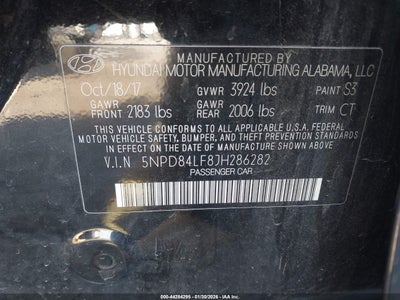 MANUFACTURED BY
HYUNDAI MOTOR MANUFACTURING ALABAMA, LLC
Oct/18/17 GVWR 3924 lbs PAINT S3
GAWR FRONT 2183 lbs GAWR REAR 2006 lbs TRIM CT
THIS VEHICLE CONFORMS TO ALL APPLICABLE U.S. FEDERAL
MOTOR VEHICLE SAFETY, BUMPER, AND THEFT PREVENTION
STANDARDS IN EFFECT ON THE DATE OF MANUFACTURE SHOWN ABOVE.
V.I.N 5NPD84LF8JH286282
PASSENGER CAR
000-44284295 - 01/30/2026 - IAA Inc.